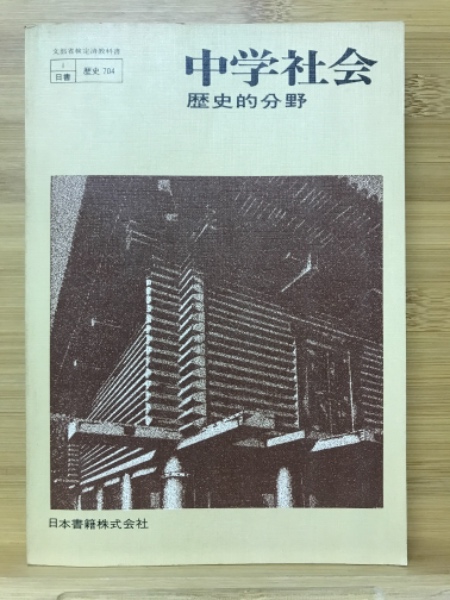 文部省検定済教科書
4
日書
歴史 704
中学社会
歴史的分野
日本書籍株式会社